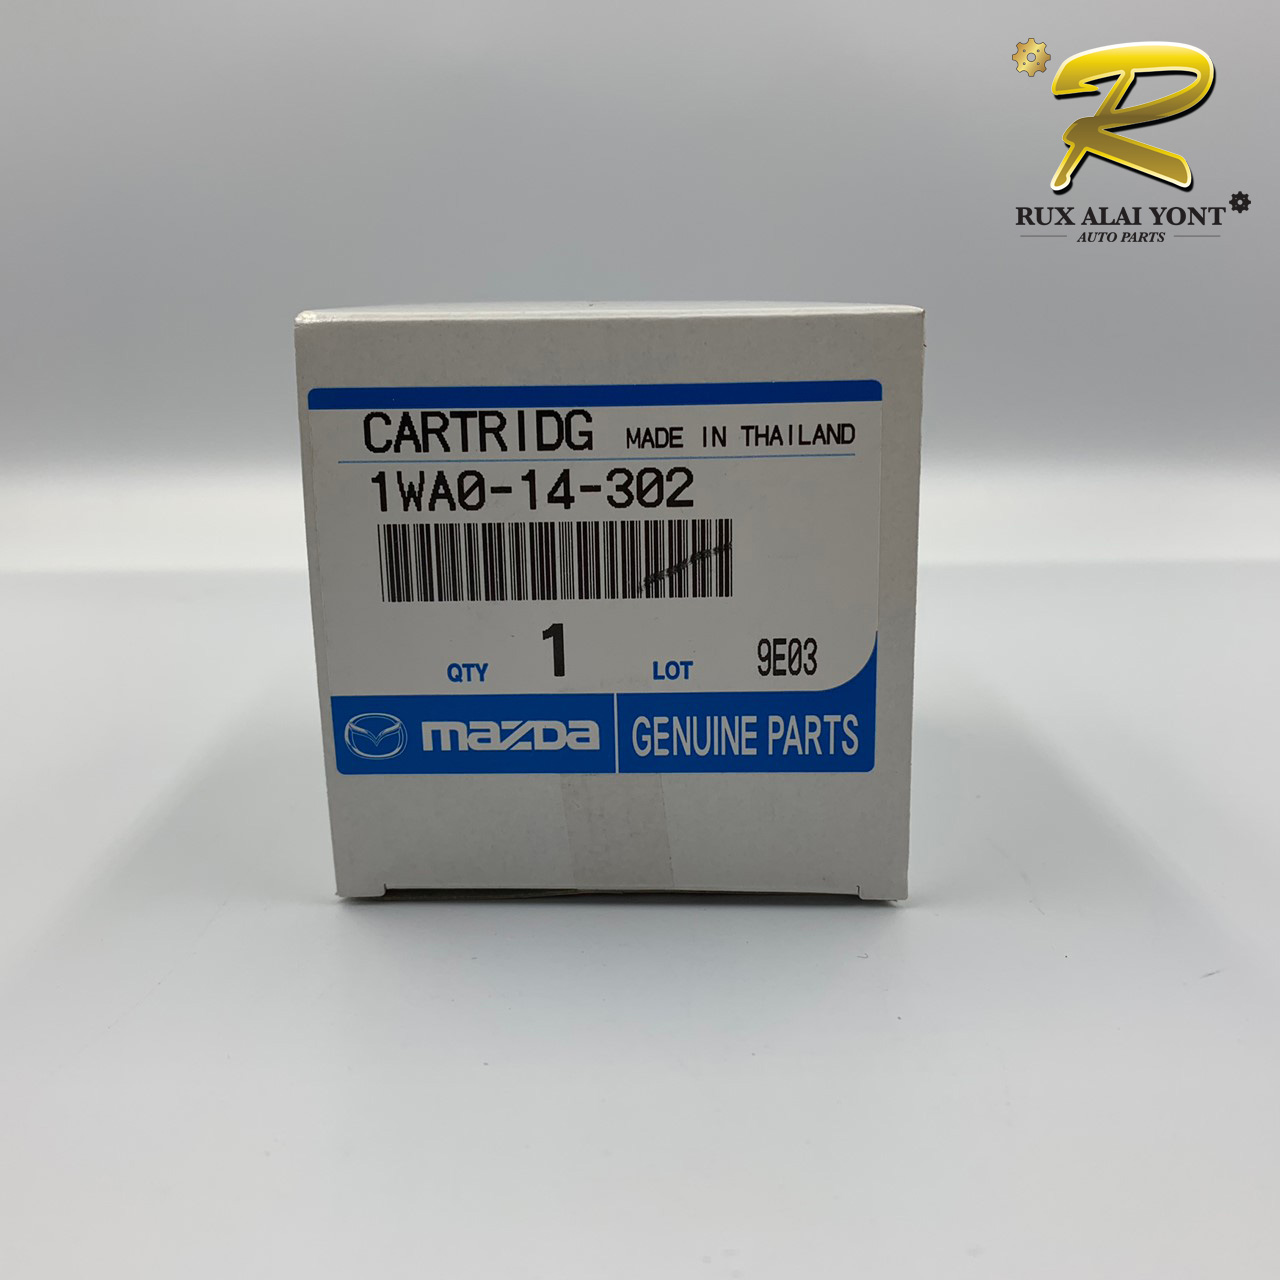 R
RUX ALAI YONT
AUTO PARTS
CARTRIDG MADE IN THAILAND
1WA0-14-302
QTY 1 LOT 9E03
mazda GENUINE PARTS